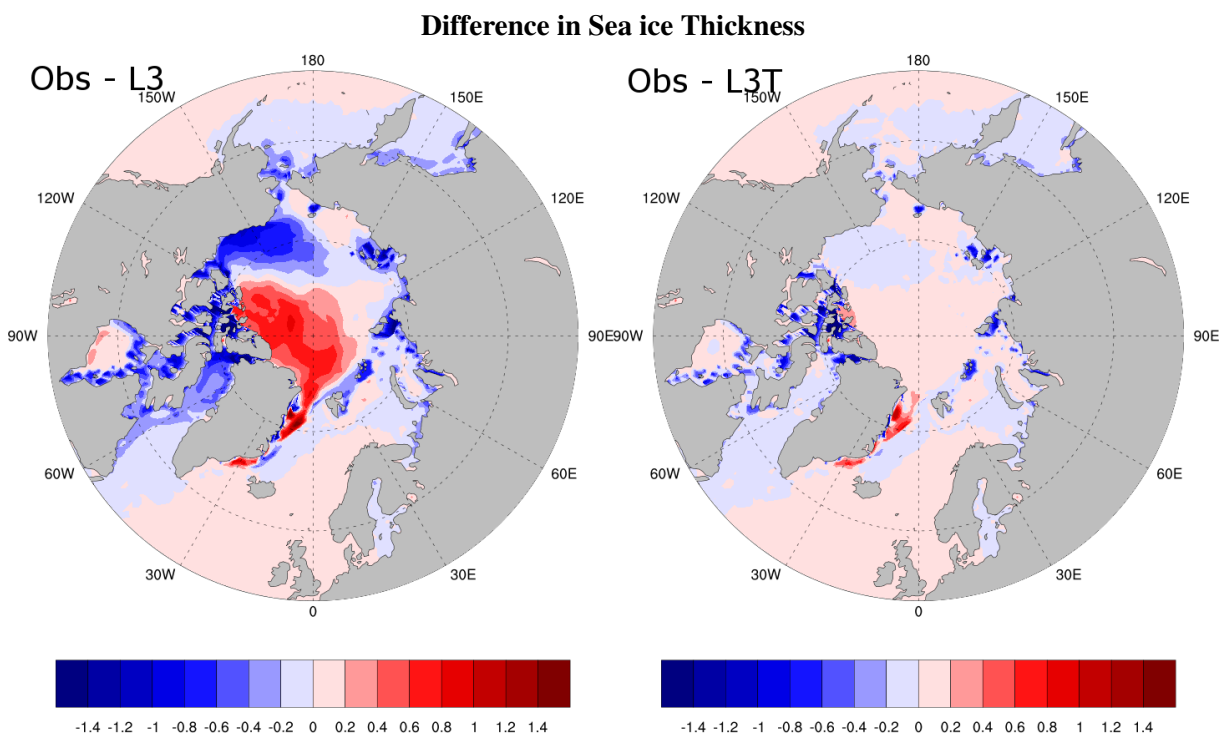 Difference in Sea ice Thickness
Obs - L3
Obs - L3T
180
180
150W
150E
150W
150E
120W
120E
120W
120E
90W
90E
90W
90E
60W
60E
60W
60E
30W
30E
30W
30E
0
0
-1.4 -1.2 -1 -0.8 -0.6 -0.4 -0.2 0 0.2 0.4 0.6 0.8 1 1.2 1.4
-1.4 -1.2 -1 -0.8 -0.6 -0.4 -0.2 0 0.2 0.4 0.6 0.8 1 1.2 1.4